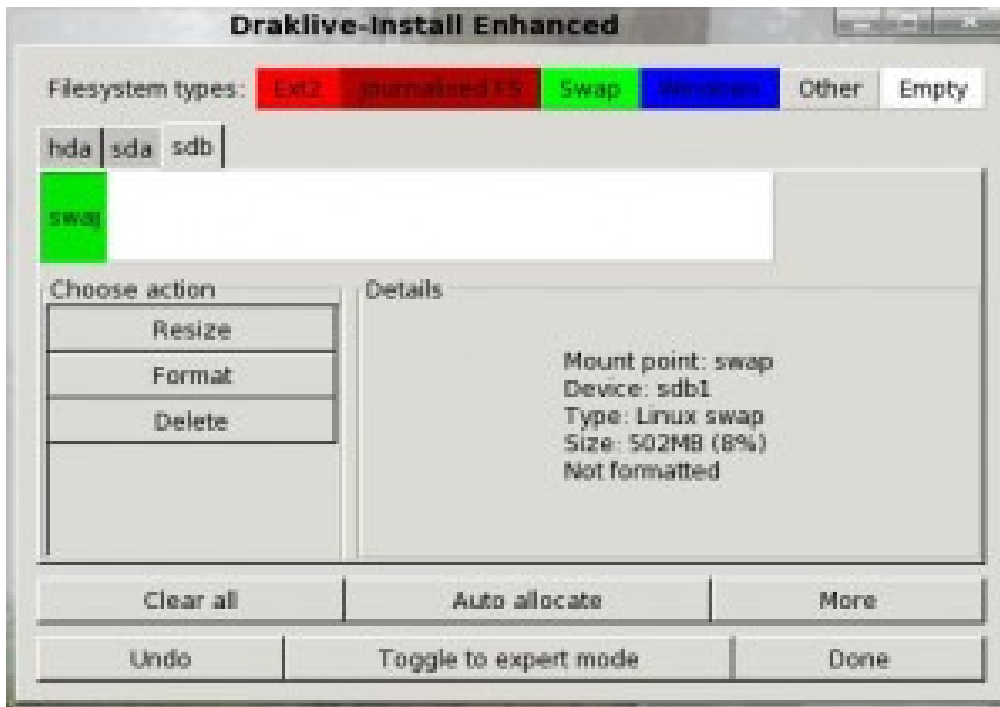 Draklive-Install Enhanced
Filesystem types: Ext2 Journalised FS Swap Windows Other Empty
hda sda sdb
swap
Choose action
Details
Resize
Format
Delete
Mount point: swap
Device: sdb1
Type: Linux swap
Size: 502MB (8%)
Not formatted
Clear all
Auto allocate
More
Undo
Toggle to expert mode
Done